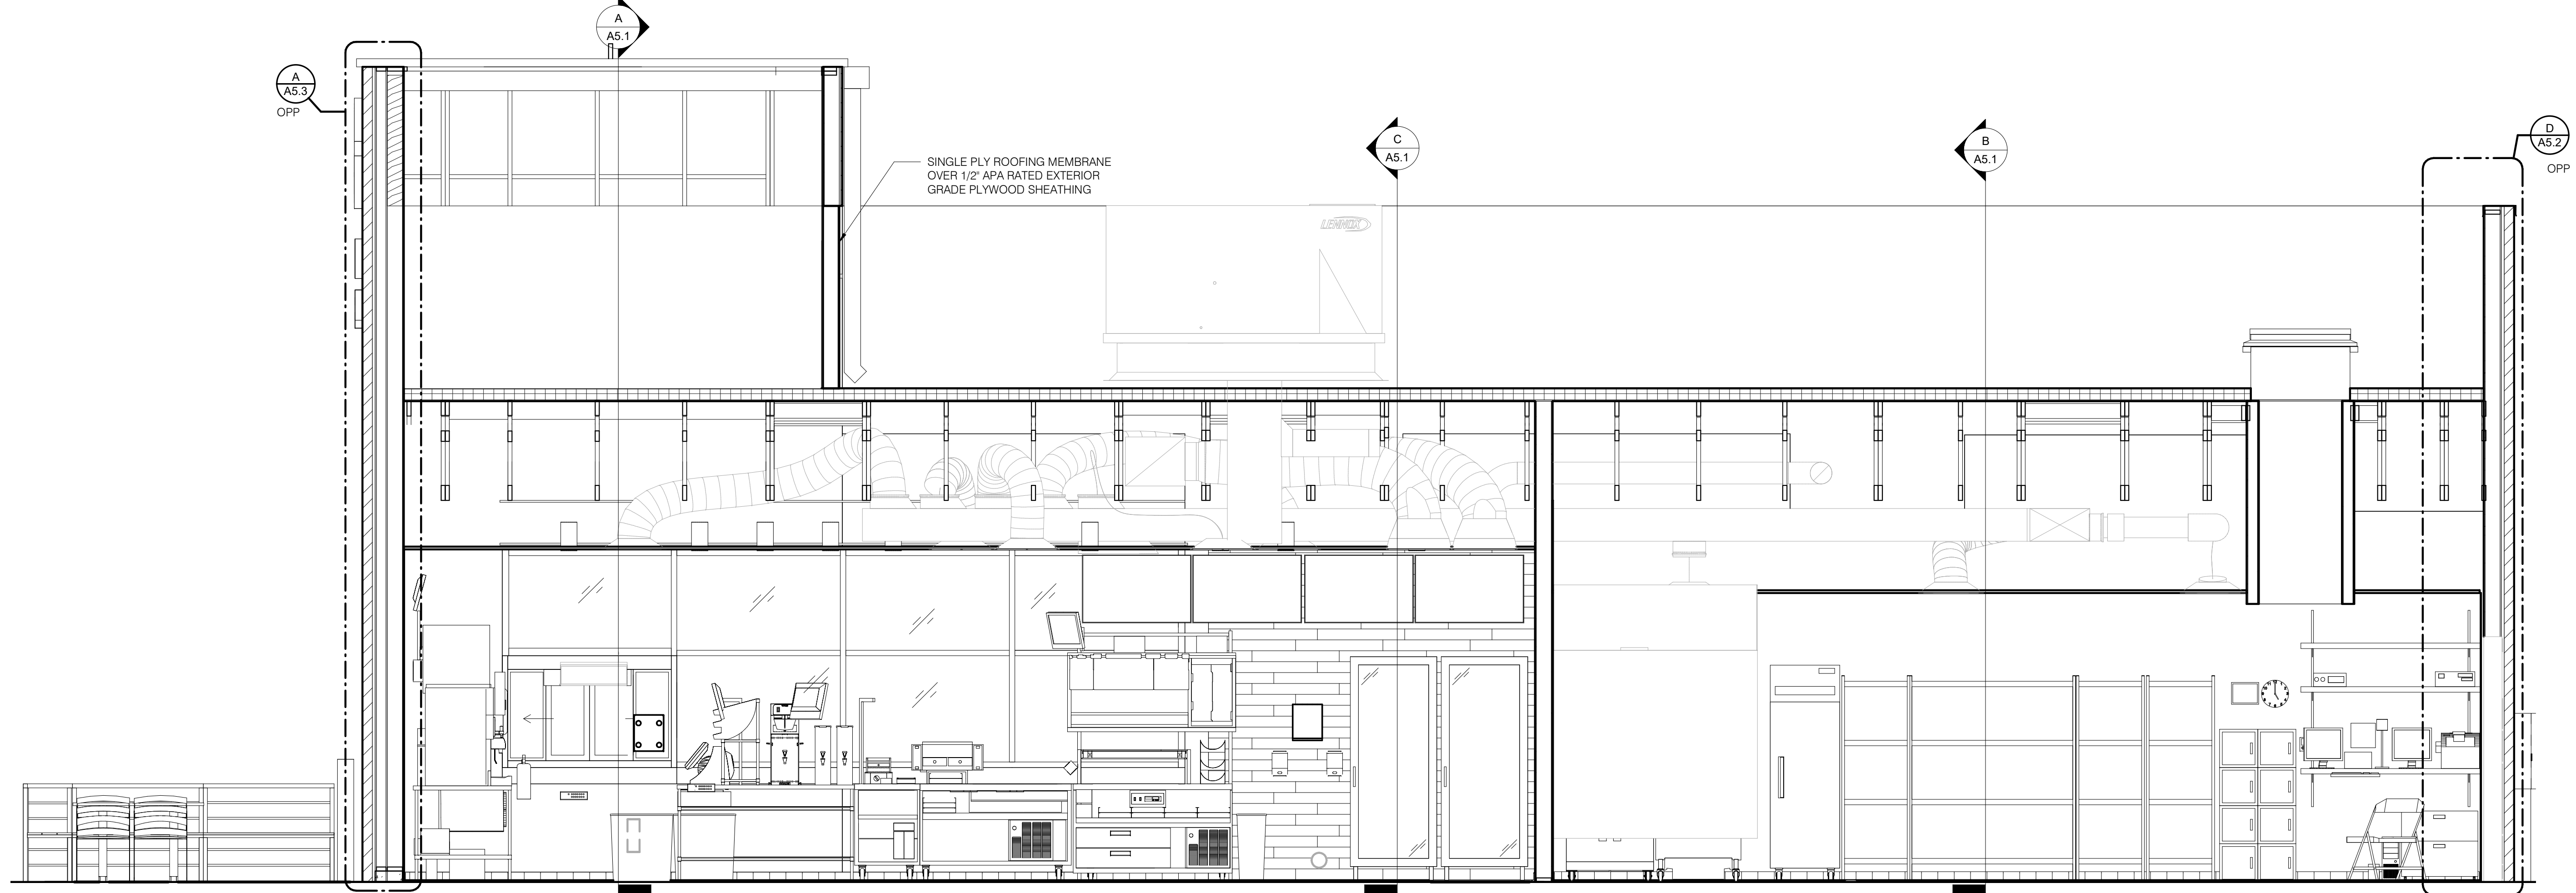 A
A5.1
A
A5.3
OPP
SINGLE PLY ROOFING MEMBRANE
OVER 1/2" APA RATED EXTERIOR
GRADE PLYWOOD SHEATHING
C
A5.1
B
A5.1
D
A5.2
OPP
LENNOX